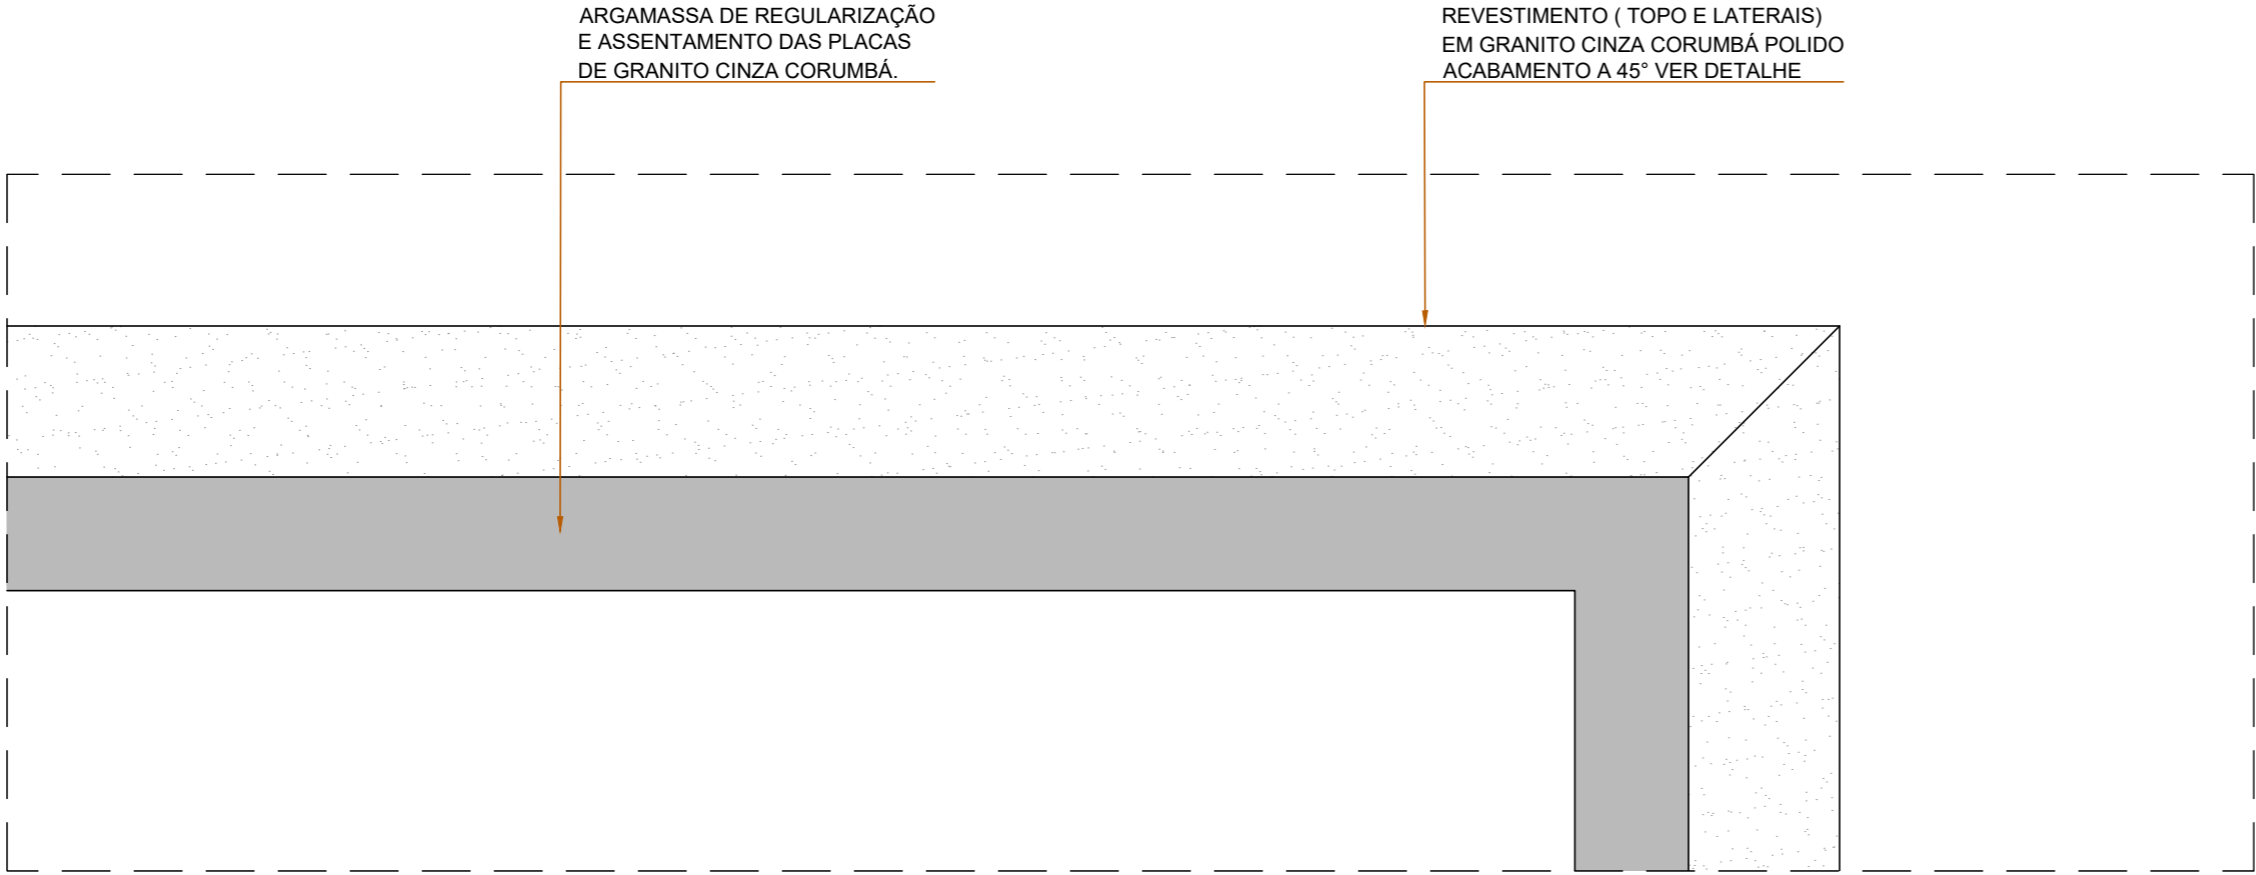 ARGAMASSA DE REGULARIZAÇÃO
E ASSENTAMENTO DAS PLACAS
DE GRANITO CINZA CORUMBÁ.
REVESTIMENTO ( TOPO E LATERAIS)
EM GRANITO CINZA CORUMBÁ POLIDO
ACABAMENTO A 45° VER DETALHE